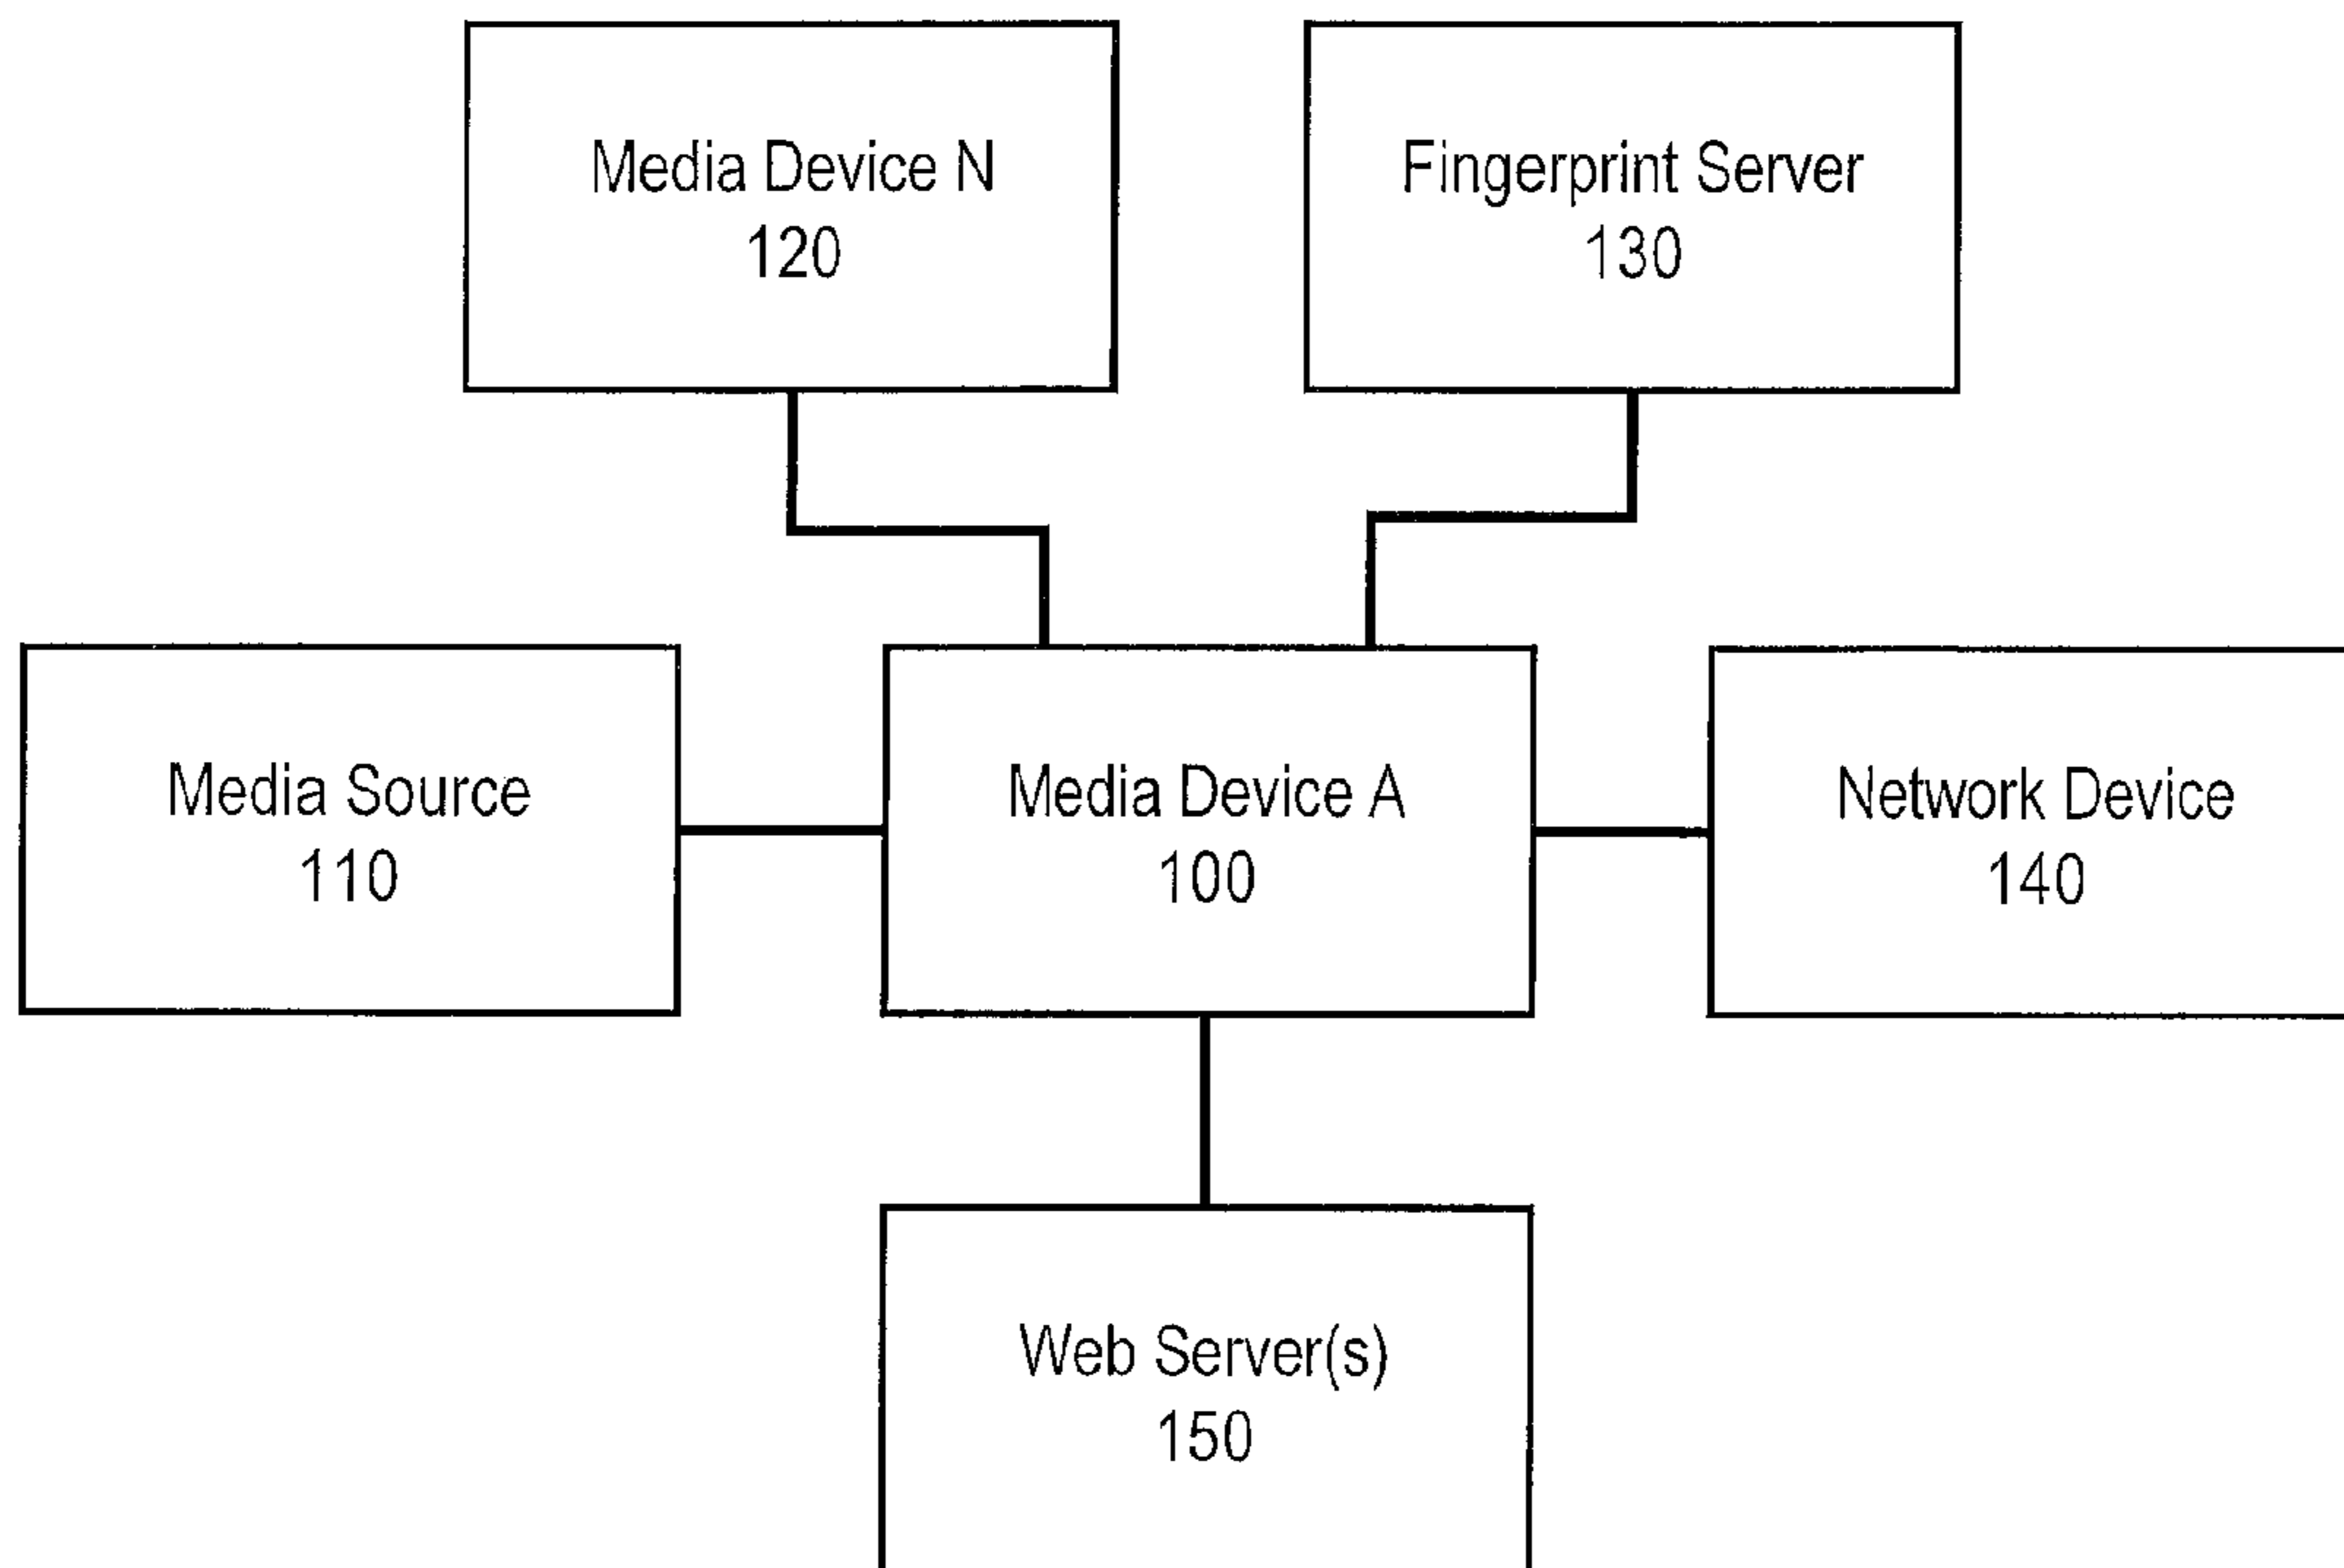 Media Device N
120
Fingerprint Server
130
Media Source
110
Media Device A
100
Network Device
140
Web Server(s)
150